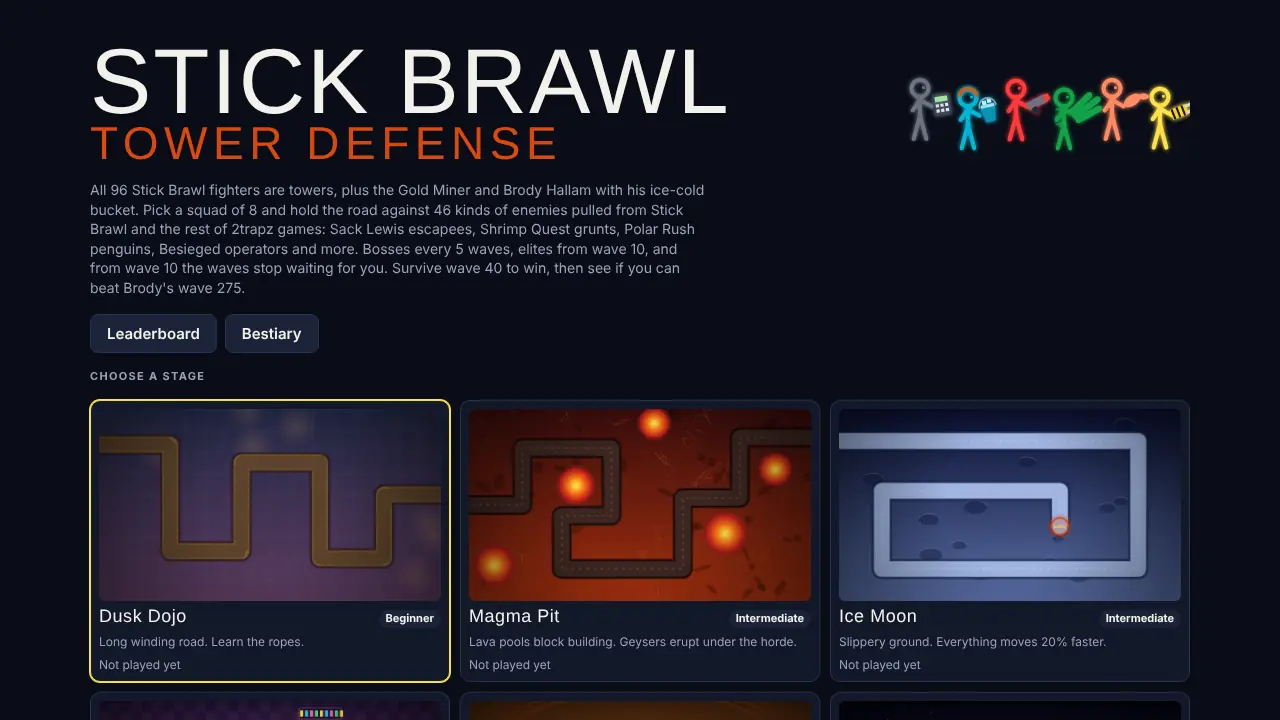 STICK BRAWL
TOWER DEFENSE
All 96 Stick Brawl fighters are towers, plus the Gold Miner and Brody Hallam with his ice-cold
bucket. Pick a squad of 8 and hold the road against 46 kinds of enemies pulled from Stick
Brawl and the rest of 2trapz games: Sack Lewis escapees, Shrimp Quest grunts, Polar Rush
penguins, Besieged operators and more. Bosses every 5 waves, elites from wave 10, and
from wave 10 the waves stop waiting for you. Survive wave 40 to win, then see if you can
beat Brody's wave 275.
Leaderboard
Bestiary
CHOOSE A STAGE
Dusk Dojo
Beginner
Long winding road. Learn the ropes.
Not played yet
Magma Pit
Intermediate
Lava pools block building. Geysers erupt under the horde.
Not played yet
Ice Moon
Intermediate
Slippery ground. Everything moves 20% faster.
Not played yet